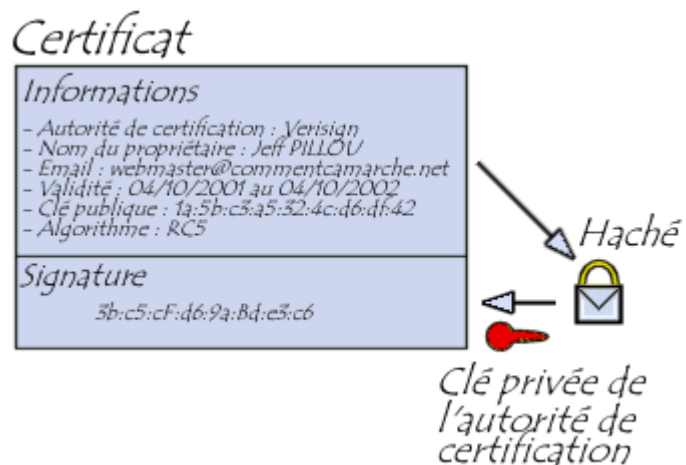 Certificat
Informations
- Autorité de certification : Verisign
- Nom du propriétaire : Jeff PILLOU
- Email : webmaster@commentcamarche.net
- Validité : 04/10/2001 au 04/10/2002
- Clé publique : 1a:5b:c3:a5:32:4c:d6:df:42
- Algorithme : RC5
Haché
Signature
3b:c5:cF:d6:9a:Bd:e3:c6
Clé privée de
l'autorité de
certification